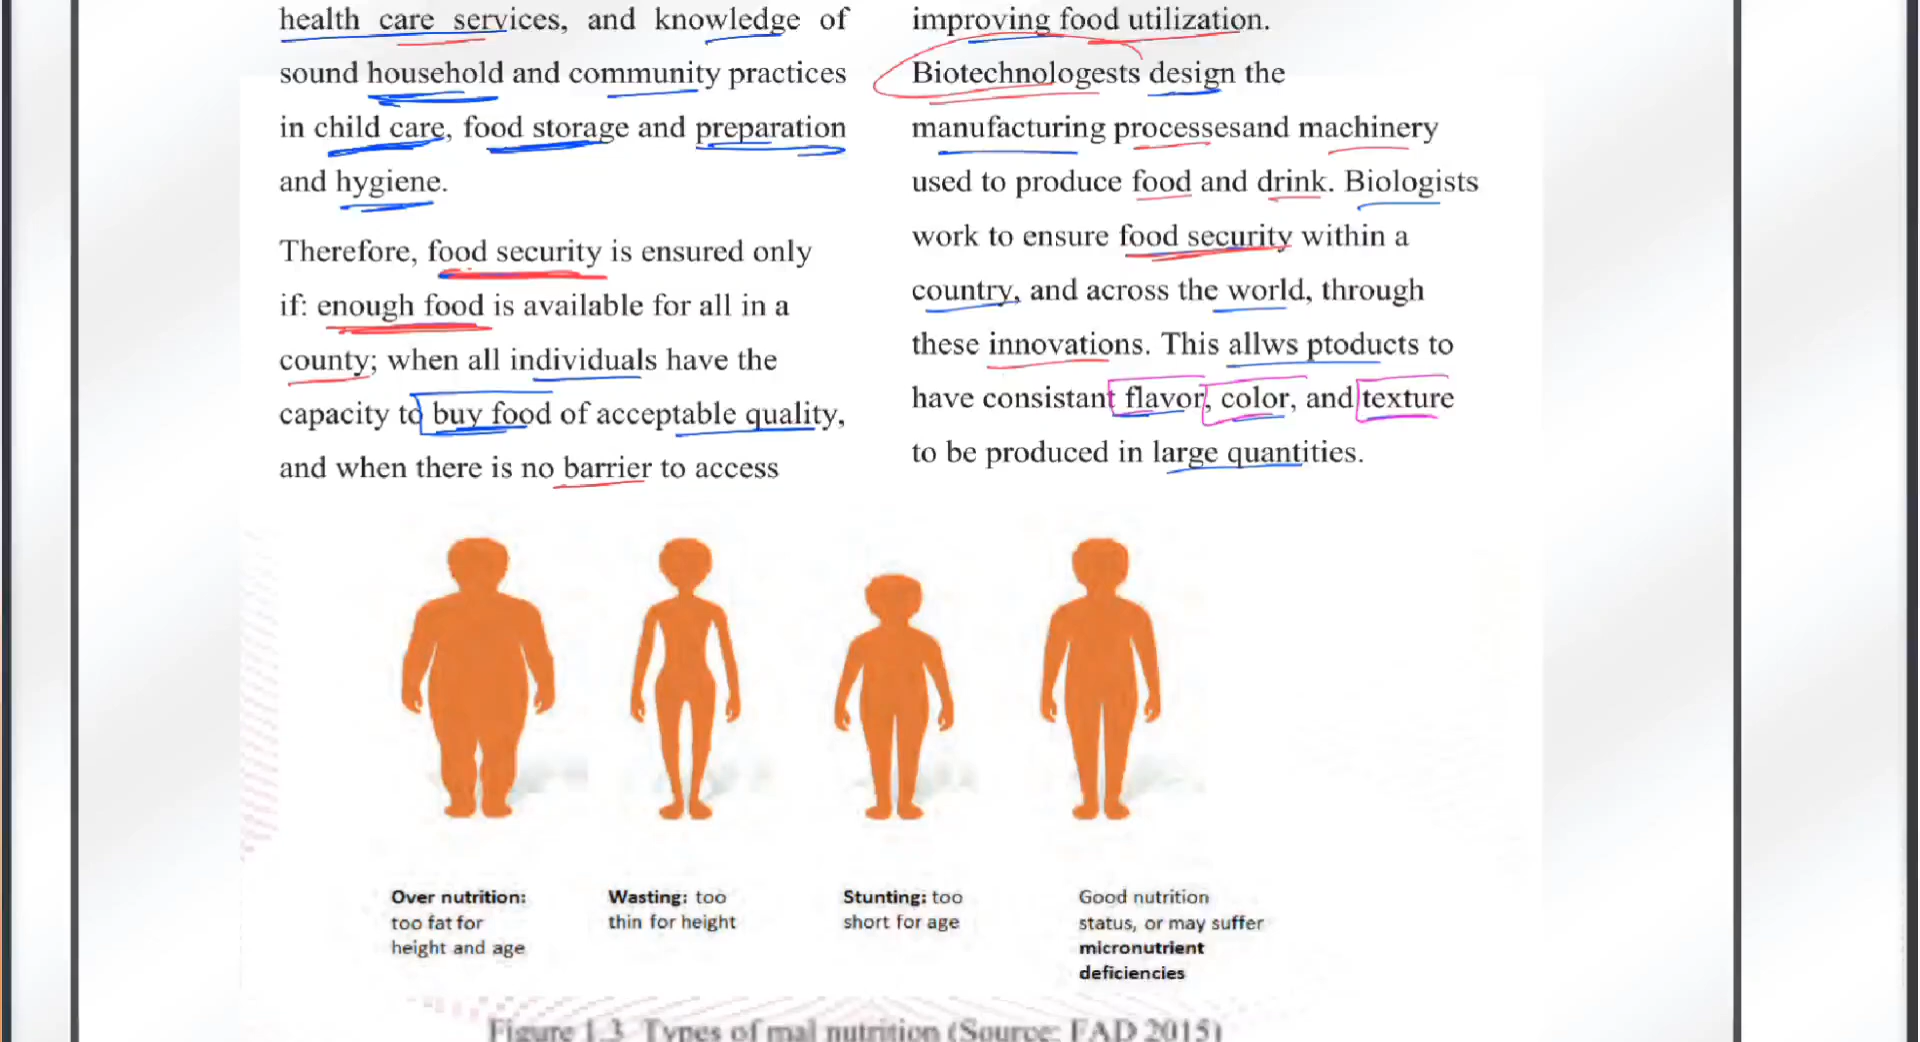 health care services, and knowledge of
sound household and community practices
in child care, food storage and preparation
and hygiene.
Therefore, food security is ensured only
if: enough food is available for all in a
county; when all individuals have the
capacity to buy food of acceptable quality,
and when there is no barrier to access
improving food utilization.
Biotechnologests design the
manufacturing processesand machinery
used to produce food and drink. Biologists
work to ensure food security within a
country, and across the world, through
these innovations. This allws ptoducts to
have consistant flavor, color, and texture
to be produced in large quantities.
Over nutrition:
too fat for
height and age
Wasting: too
thin for height
Stunting: too
short for age
Good nutrition
status, or may suffer
micronutrient
deficiencies
Figure 1.3 Types of mal nutrition (Source: FAD 2015)